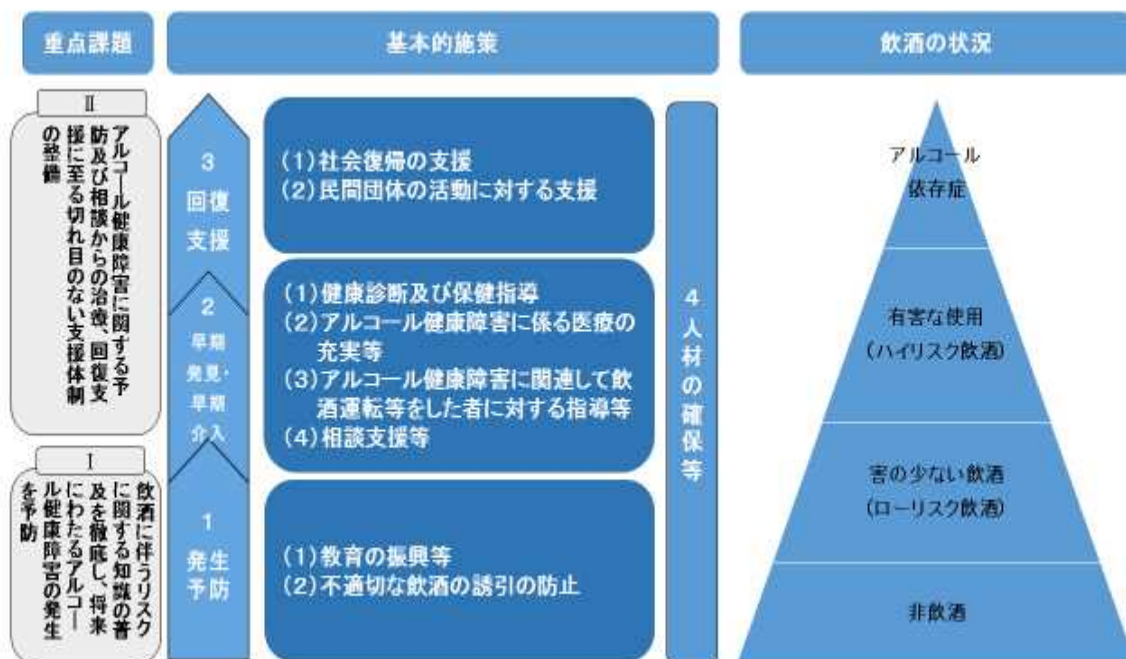 重点課題
基本的施策
飲酒の状況
Ⅱ
アルコール健康障害に関する予
防及び相談からの治療、回復支
援に至る切れ目のない支援体制
の整備
3
回復
支援
(1)社会復帰の支援
(2)民間団体の活動に対する支援
2
早期
発見・
早期
介入
(1)健康診断及び保健指導
(2)アルコール健康障害に係る医療の
充実等
(3)アルコール健康障害に関連して飲
酒運転等をした者に対する指導等
(4)相談支援等
Ⅰ
飲酒に伴うリスク
に関する知識の普
及を徹底し、将来
にわたるアルコー
ル健康障害の発生
を予防
1
発生
予防
(1)教育の振興等
(2)不適切な飲酒の誘引の防止
4人材の確保等
アルコール
依存症
有害な使用
(ハイリスク飲酒)
害の少ない飲酒
(ローリスク飲酒)
非飲酒